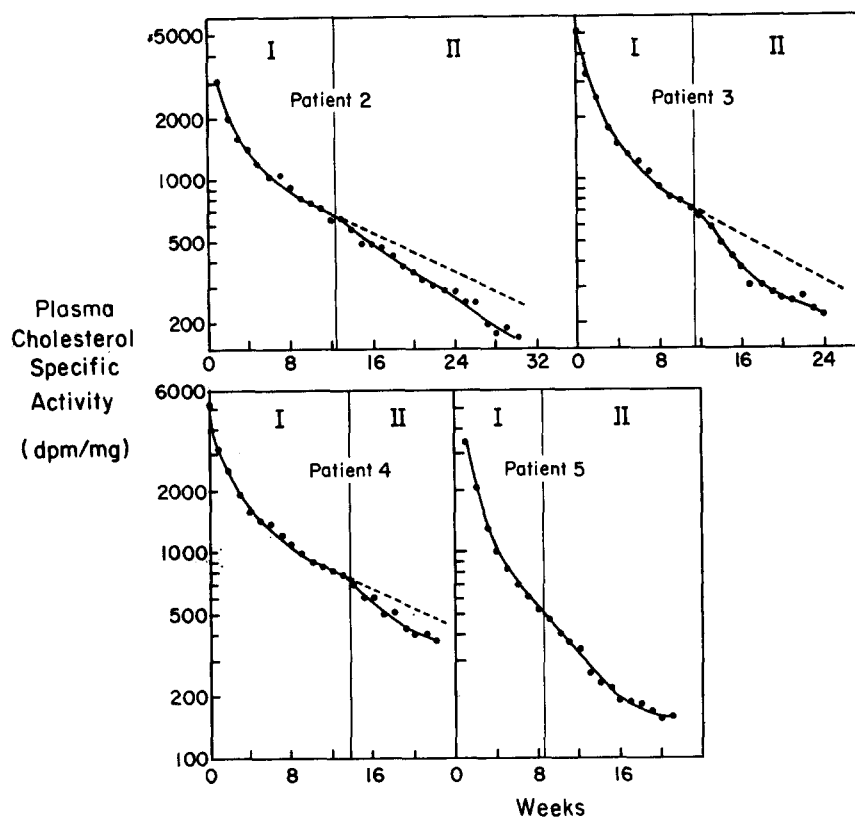 5000
2000
1000
500
200
I
II
Patient 2
0 8 16 24 32
I
II
Patient 3
0 8 16 24
Plasma
Cholesterol
Specific
Activity
(dpm/mg)
6000
2000
1000
500
200
100
I
II
Patient 4
0 8 16
I
II
Patient 5
0 8 16
Weeks